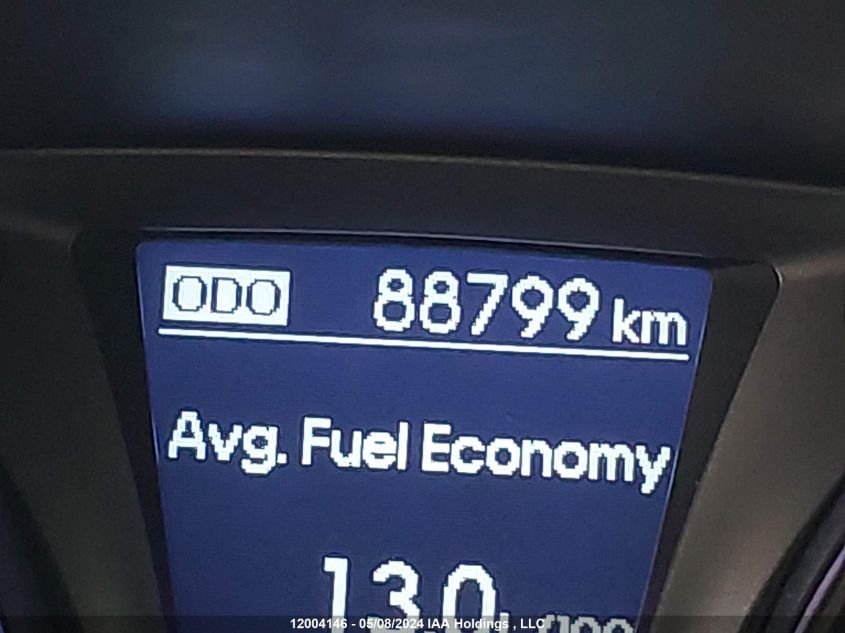 ODO 88799 km
Avg. Fuel Economy
13.0
12004146 - 05/08/2024 IAA Holdings , LLC